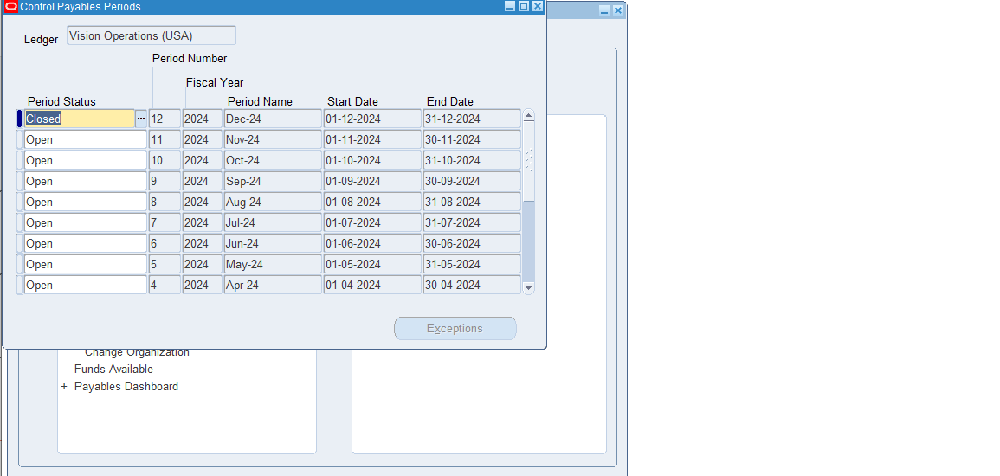 Control Payables Periods
Ledger Vision Operations (USA)
Period Number
Fiscal Year
Period Status Period Name Start Date End Date
Closed ... 12 2024 Dec-24 01-12-2024 31-12-2024
Open 11 2024 Nov-24 01-11-2024 30-11-2024
Open 10 2024 Oct-24 01-10-2024 31-10-2024
Open 9 2024 Sep-24 01-09-2024 30-09-2024
Open 8 2024 Aug-24 01-08-2024 31-08-2024
Open 7 2024 Jul-24 01-07-2024 31-07-2024
Open 6 2024 Jun-24 01-06-2024 30-06-2024
Open 5 2024 May-24 01-05-2024 31-05-2024
Open 4 2024 Apr-24 01-04-2024 30-04-2024
Exceptions
Change Organization
Funds Available
+ Payables Dashboard